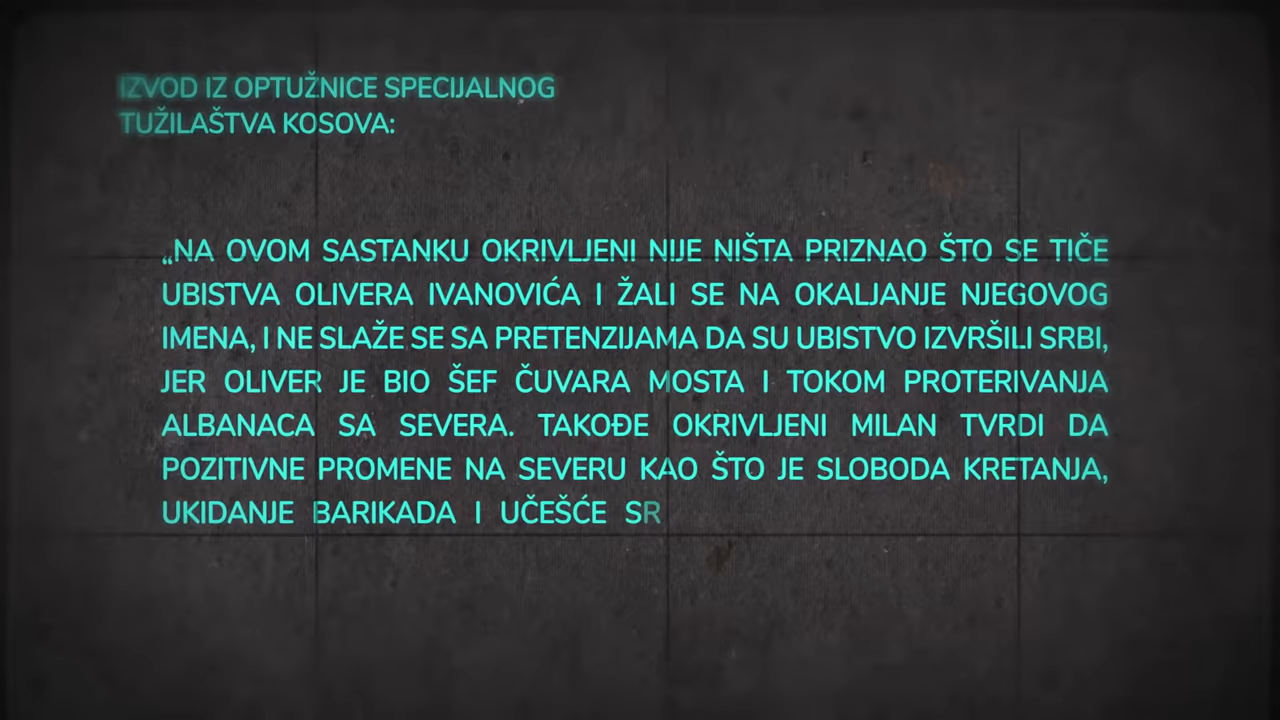 IZVOD IZ OPTUŽNICE SPECIJALNOG
TUŽILAŠTVA KOSOVA:
„NA OVOM SASTANKU OKRIVLJENI NIJE NIŠTA PRIZNAO ŠTO SE TIČE
UBISTVA OLIVERA IVANOVIĆA I ŽALI SE NA OKALJANJE NJEGOVOG
IMENA, I NE SLAŽE SE SA PRETENZIJAMA DA SU UBISTVO IZVRŠILI SRBI,
JER OLIVER JE BIO ŠEF ČUVARA MOSTA I TOKOM PROTERIVANJA
ALBANACA SA SEVERA. TAKOĐE OKRIVLJENI MILAN TVRDI DA
POZITIVNE PROMENE NA SEVERU KAO ŠTO JE SLOBODA KRETANJA,
UKIDANJE BARIKADA I UČEŠĆE SR